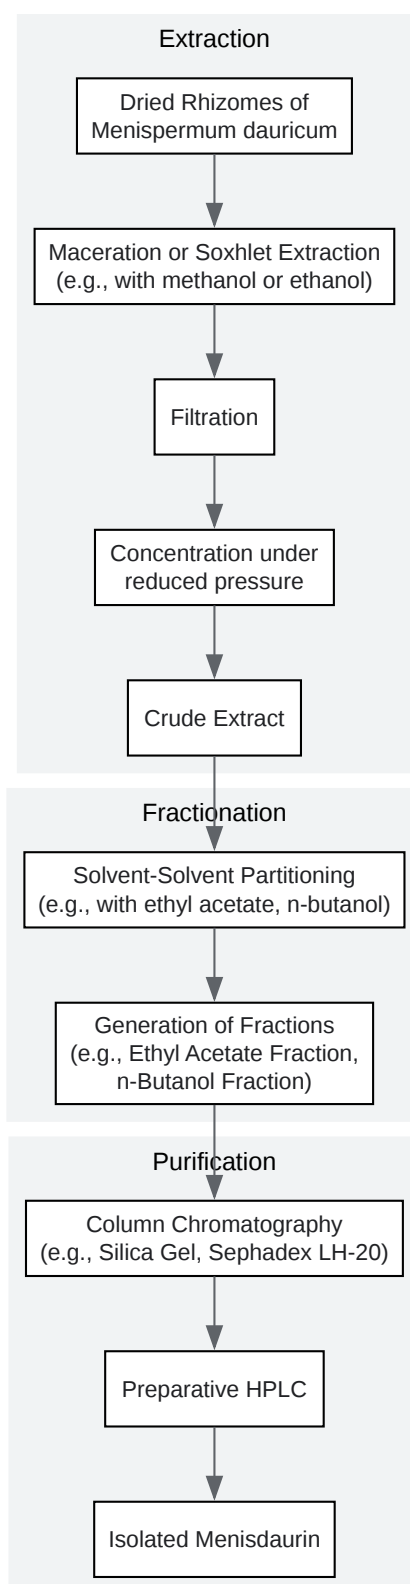 Extraction
Dried Rhizomes of
Menispermum dauricum
Maceration or Soxhlet Extraction
(e.g., with methanol or ethanol)
Filtration
Concentration under
reduced pressure
Crude Extract
Fractionation
Solvent-Solvent Partitioning
(e.g., with ethyl acetate, n-butanol)
Generation of Fractions
(e.g., Ethyl Acetate Fraction,
n-Butanol Fraction)
Purification
Column Chromatography
(e.g., Silica Gel, Sephadex LH-20)
Preparative HPLC
Isolated Menisdaurin